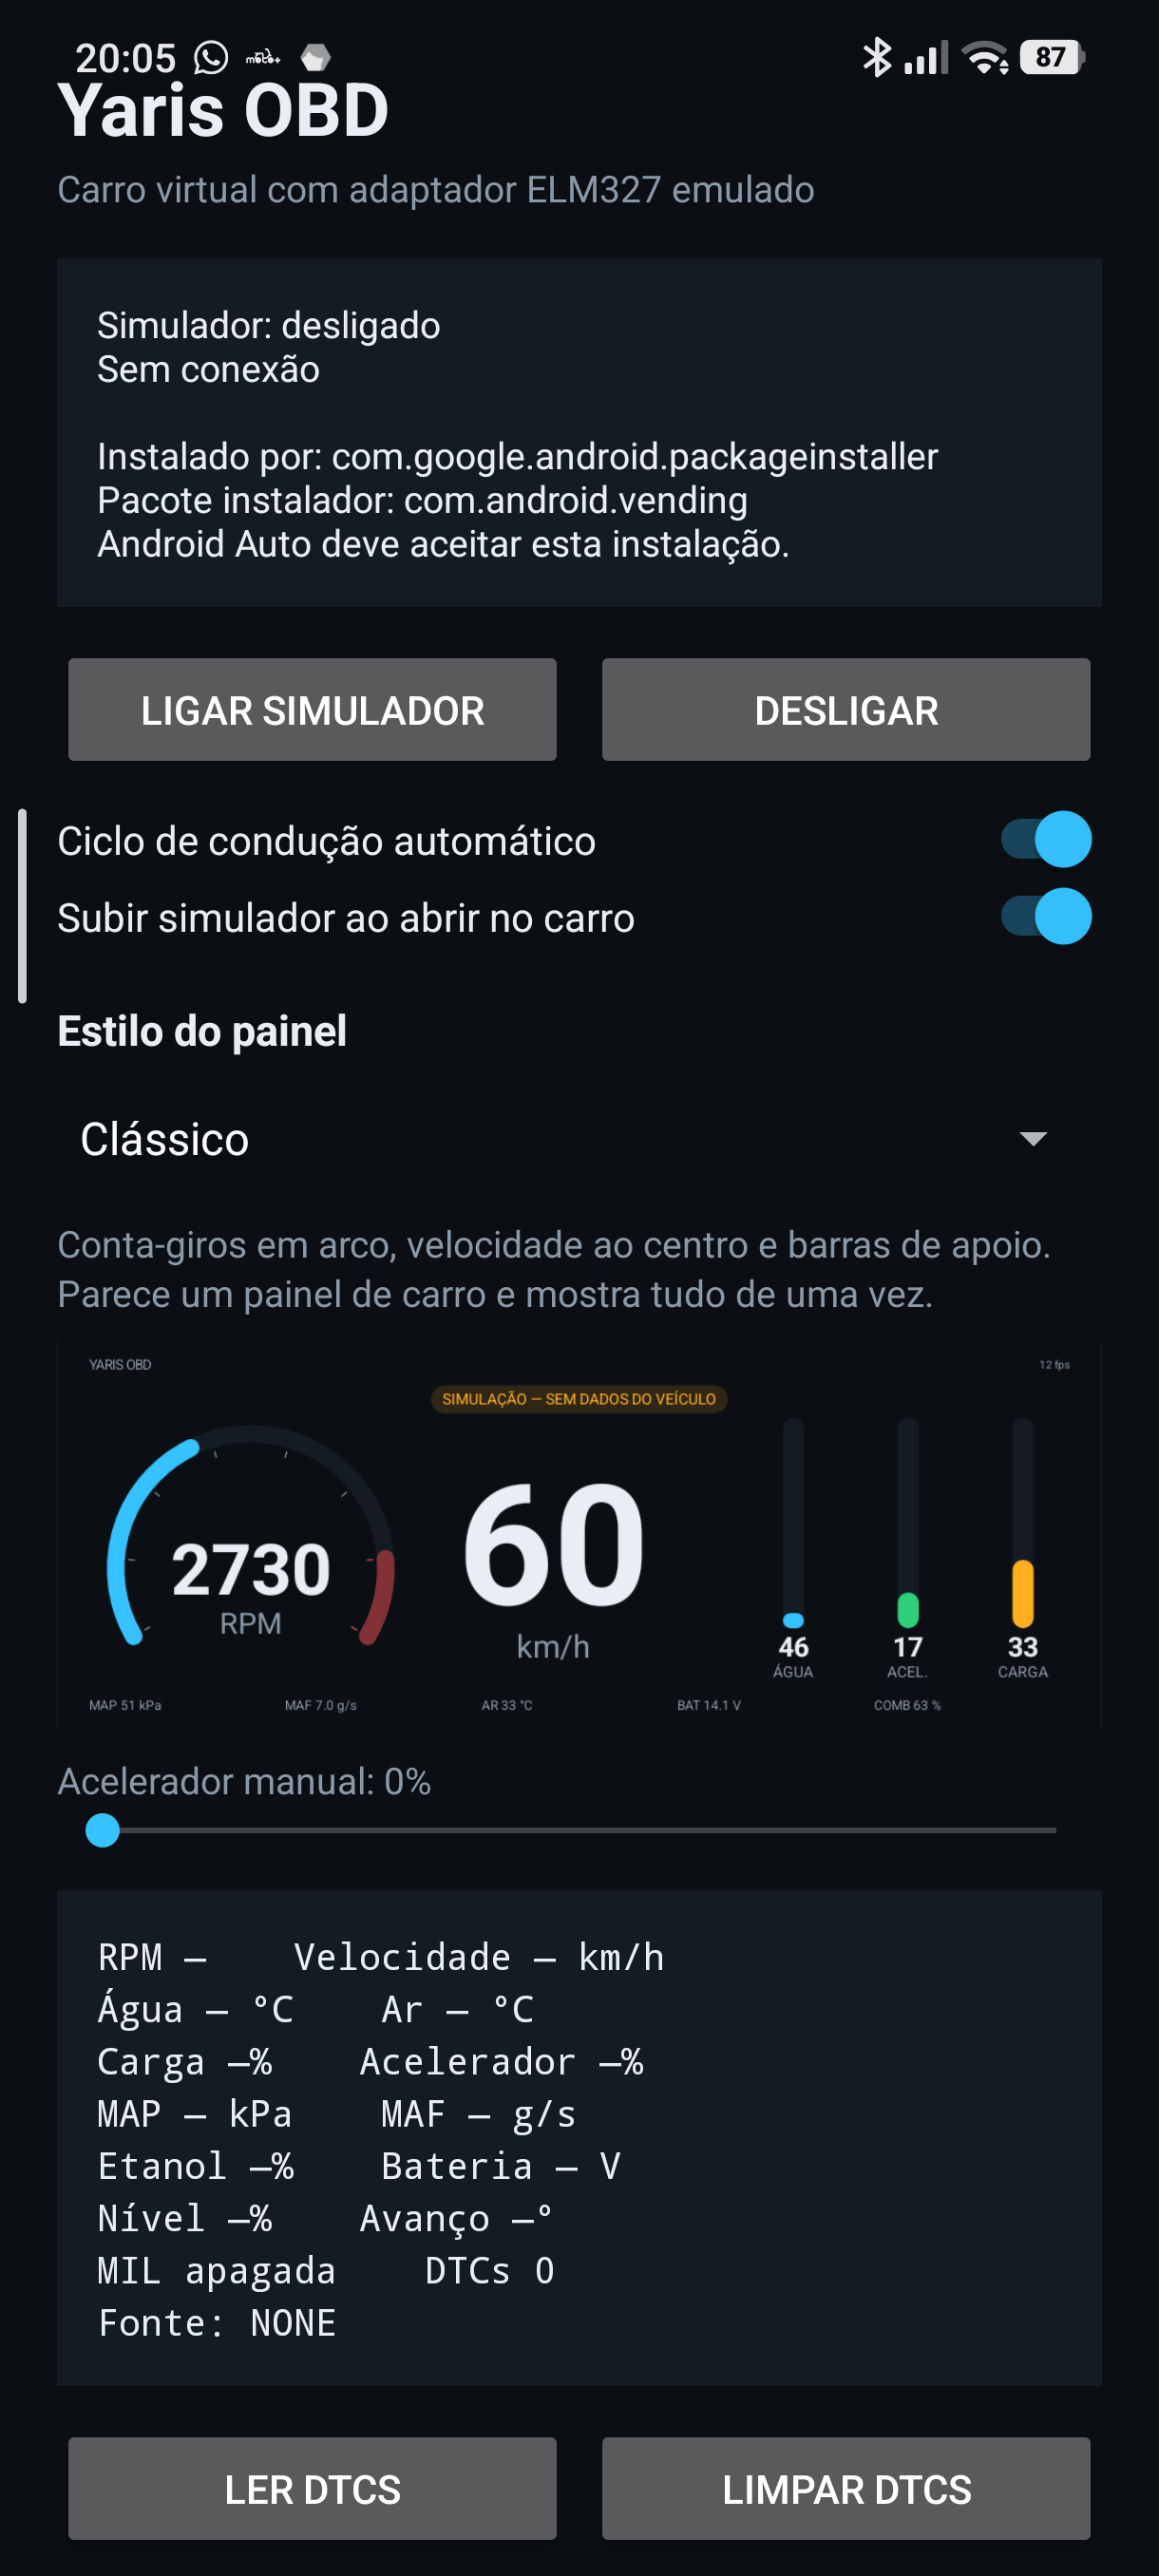 20:05
87
Yaris OBD
Carro virtual com adaptador ELM327 emulado
Simulador: desligado
Sem conexão
Instalado por: com.google.android.packageinstaller
Pacote instalador: com.android.vending
Android Auto deve aceitar esta instalação.
LIGAR SIMULADOR
DESLIGAR
Ciclo de condução automático
Subir simulador ao abrir no carro
Estilo do painel
Clássico
Conta-giros em arco, velocidade ao centro e barras de apoio.
Parece um painel de carro e mostra tudo de uma vez.
YARIS OBD
12 fps
SIMULAÇÃO — SEM DADOS DO VEÍCULO
2730
RPM
60
km/h
46
ÁGUA
17
ACEL.
33
CARGA
MAP 51 kPa
MAF 7.0 g/s
AR 33 °C
BAT 14.1 V
COMB 63 %
Acelerador manual: 0%
RPM —    Velocidade — km/h
Água — °C    Ar — °C
Carga —%    Acelerador —%
MAP — kPa    MAF — g/s
Etanol —%    Bateria — V
Nível —%    Avanço —°
MIL apagada    DTCs 0
Fonte: NONE
LER DTCS
LIMPAR DTCS